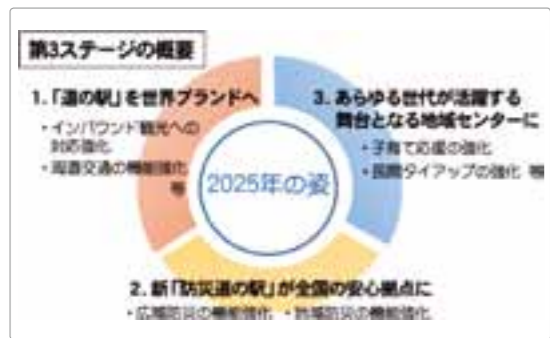 第3ステージの概要
1.「道の駅」を世界ブランドへ
・インバウンド観光への
対応強化
・周遊交通の機能強化
等
3. あらゆる世代が活躍する
舞台となる地域センターに
・子育て応援の強化
・民間タイアップの強化 等
2025年の姿
2. 新「防災道の駅」が全国の安心拠点に
・広域防災の機能強化 ・地域防災の機能強化